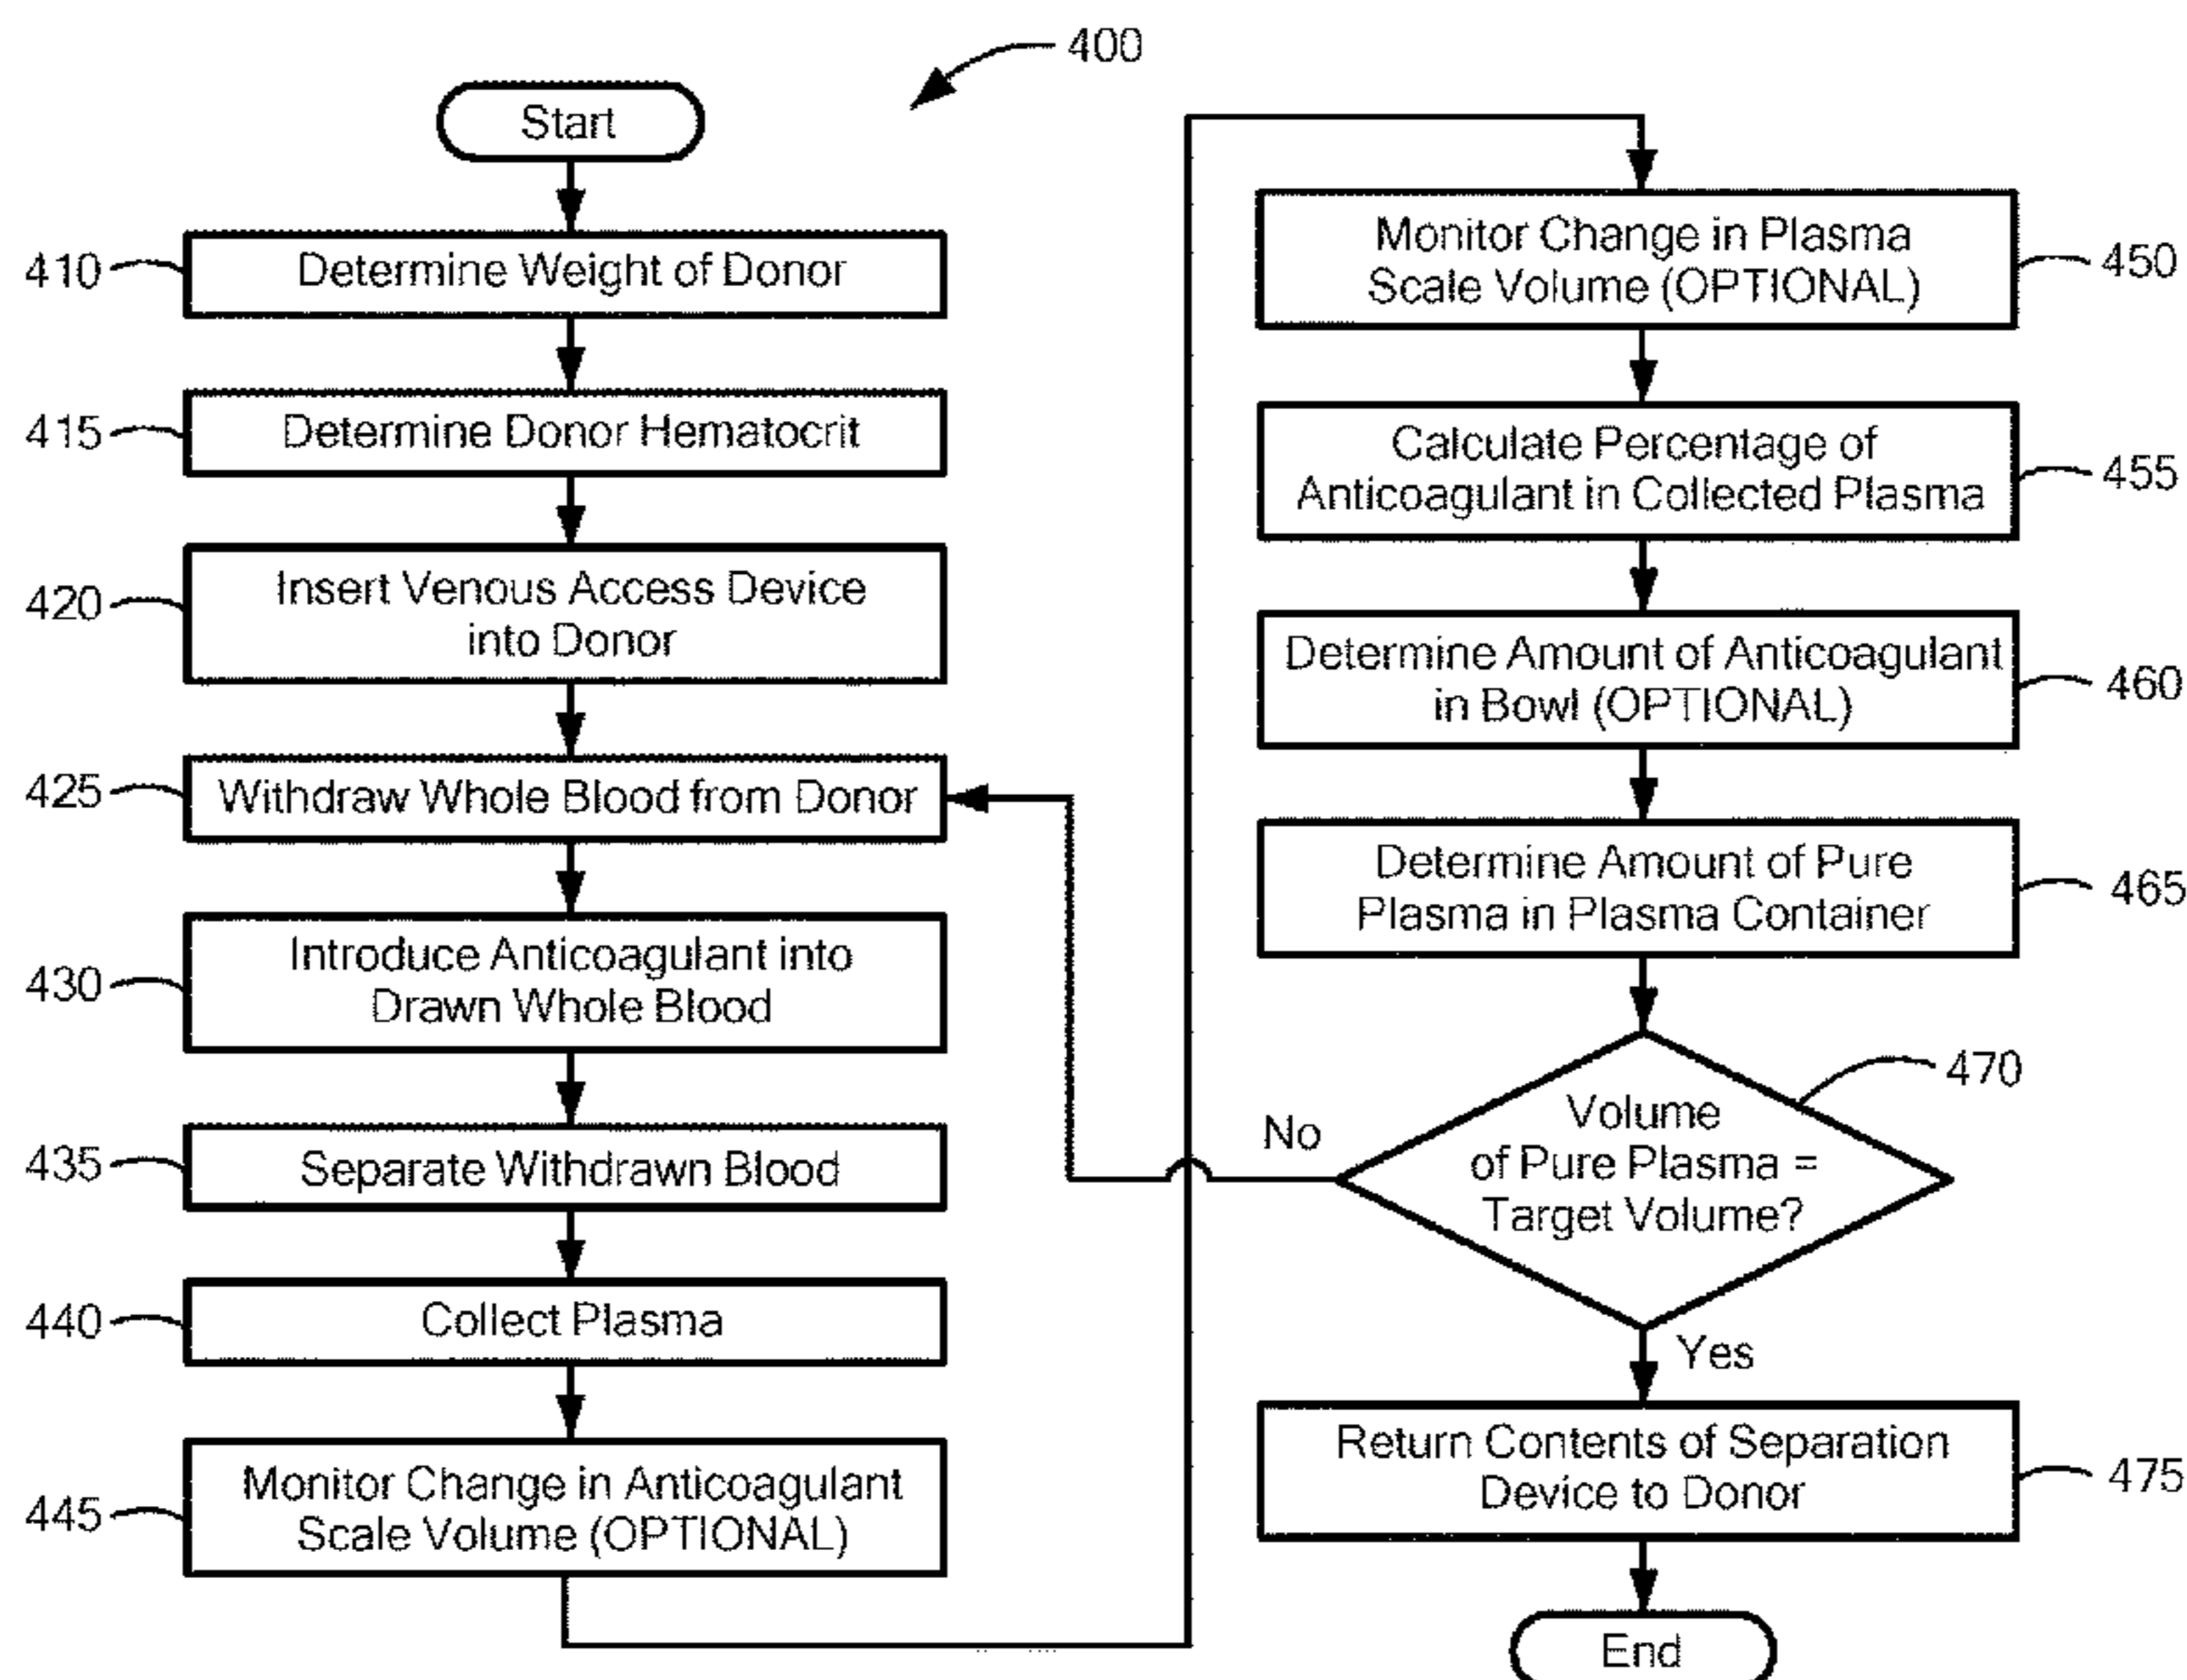 400
Start
410
Determine Weight of Donor
415
Determine Donor Hematocrit
420
Insert Venous Access Device
into Donor
425
Withdraw Whole Blood from Donor
430
Introduce Anticoagulant into
Drawn Whole Blood
435
Separate Withdrawn Blood
440
Collect Plasma
445
Monitor Change in Anticoagulant
Scale Volume (OPTIONAL)
Monitor Change in Plasma
Scale Volume (OPTIONAL)
450
Calculate Percentage of
Anticoagulant in Collected Plasma
455
Determine Amount of Anticoagulant
in Bowl (OPTIONAL)
460
Determine Amount of Pure
Plasma in Plasma Container
465
470
Volume
of Pure Plasma =
Target Volume?
No
Yes
Return Contents of Separation
Device to Donor
475
End